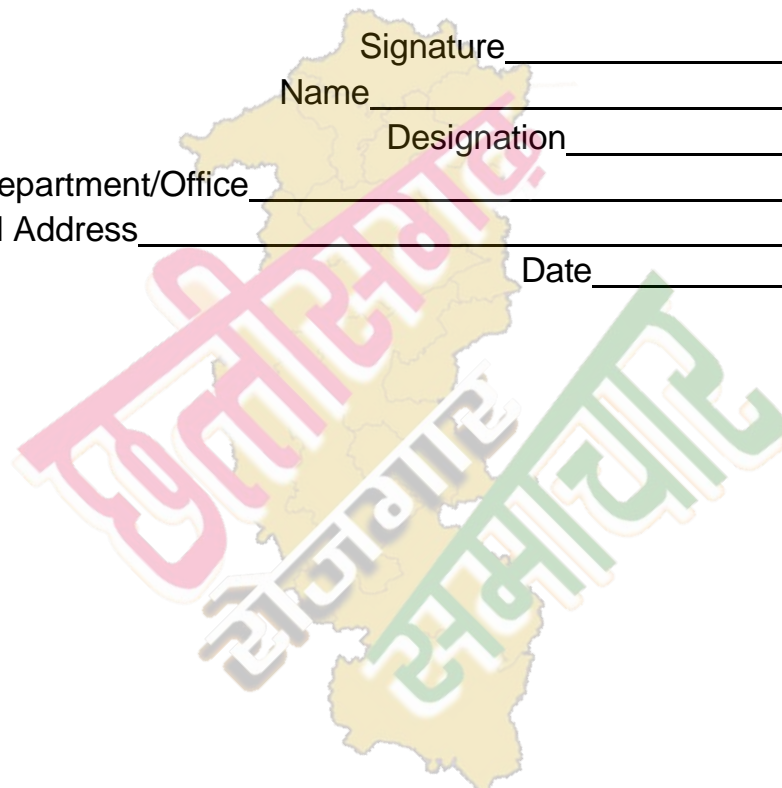 Signature
Name
Designation
epartment/Office
l Address
Date
छत्तीसगढ़
रोजगार
समाचार